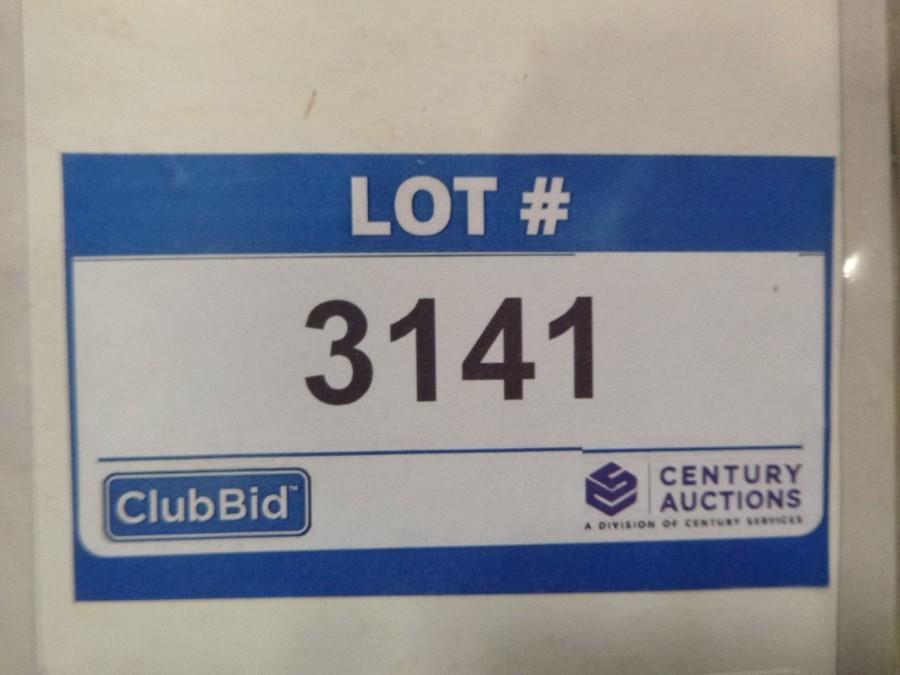 LOT #
3141
ClubBid™
CENTURY
AUCTIONS
A DIVISION OF CENTURY SERVICES